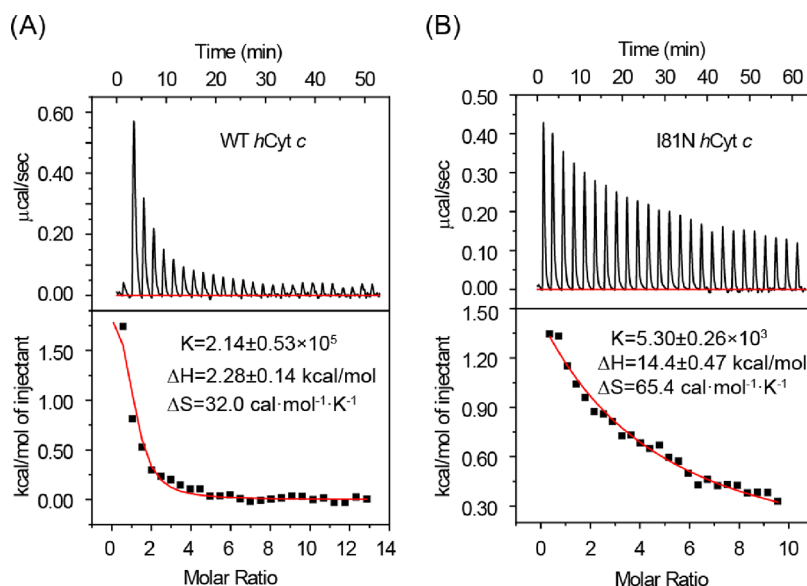 (A)
Time (min)
0 10 20 30 40 50
0.60
0.40
0.20
0.00
μcal/sec
WT hCyt c
1.50
1.00
0.50
0.00
kcal/mol of injectant
K=2.14±0.53×10⁵
ΔH=2.28±0.14 kcal/mol
ΔS=32.0 cal·mol⁻¹·K⁻¹
0 2 4 6 8 10 12 14
Molar Ratio
(B)
Time (min)
0 10 20 30 40 50 60
0.50
0.40
0.30
0.20
0.10
0.00
μcal/sec
I81N hCyt c
1.50
1.20
0.90
0.60
0.30
kcal/mol of injectant
K=5.30±0.26×10³
ΔH=14.4±0.47 kcal/mol
ΔS=65.4 cal·mol⁻¹·K⁻¹
0 2 4 6 8 10
Molar Ratio